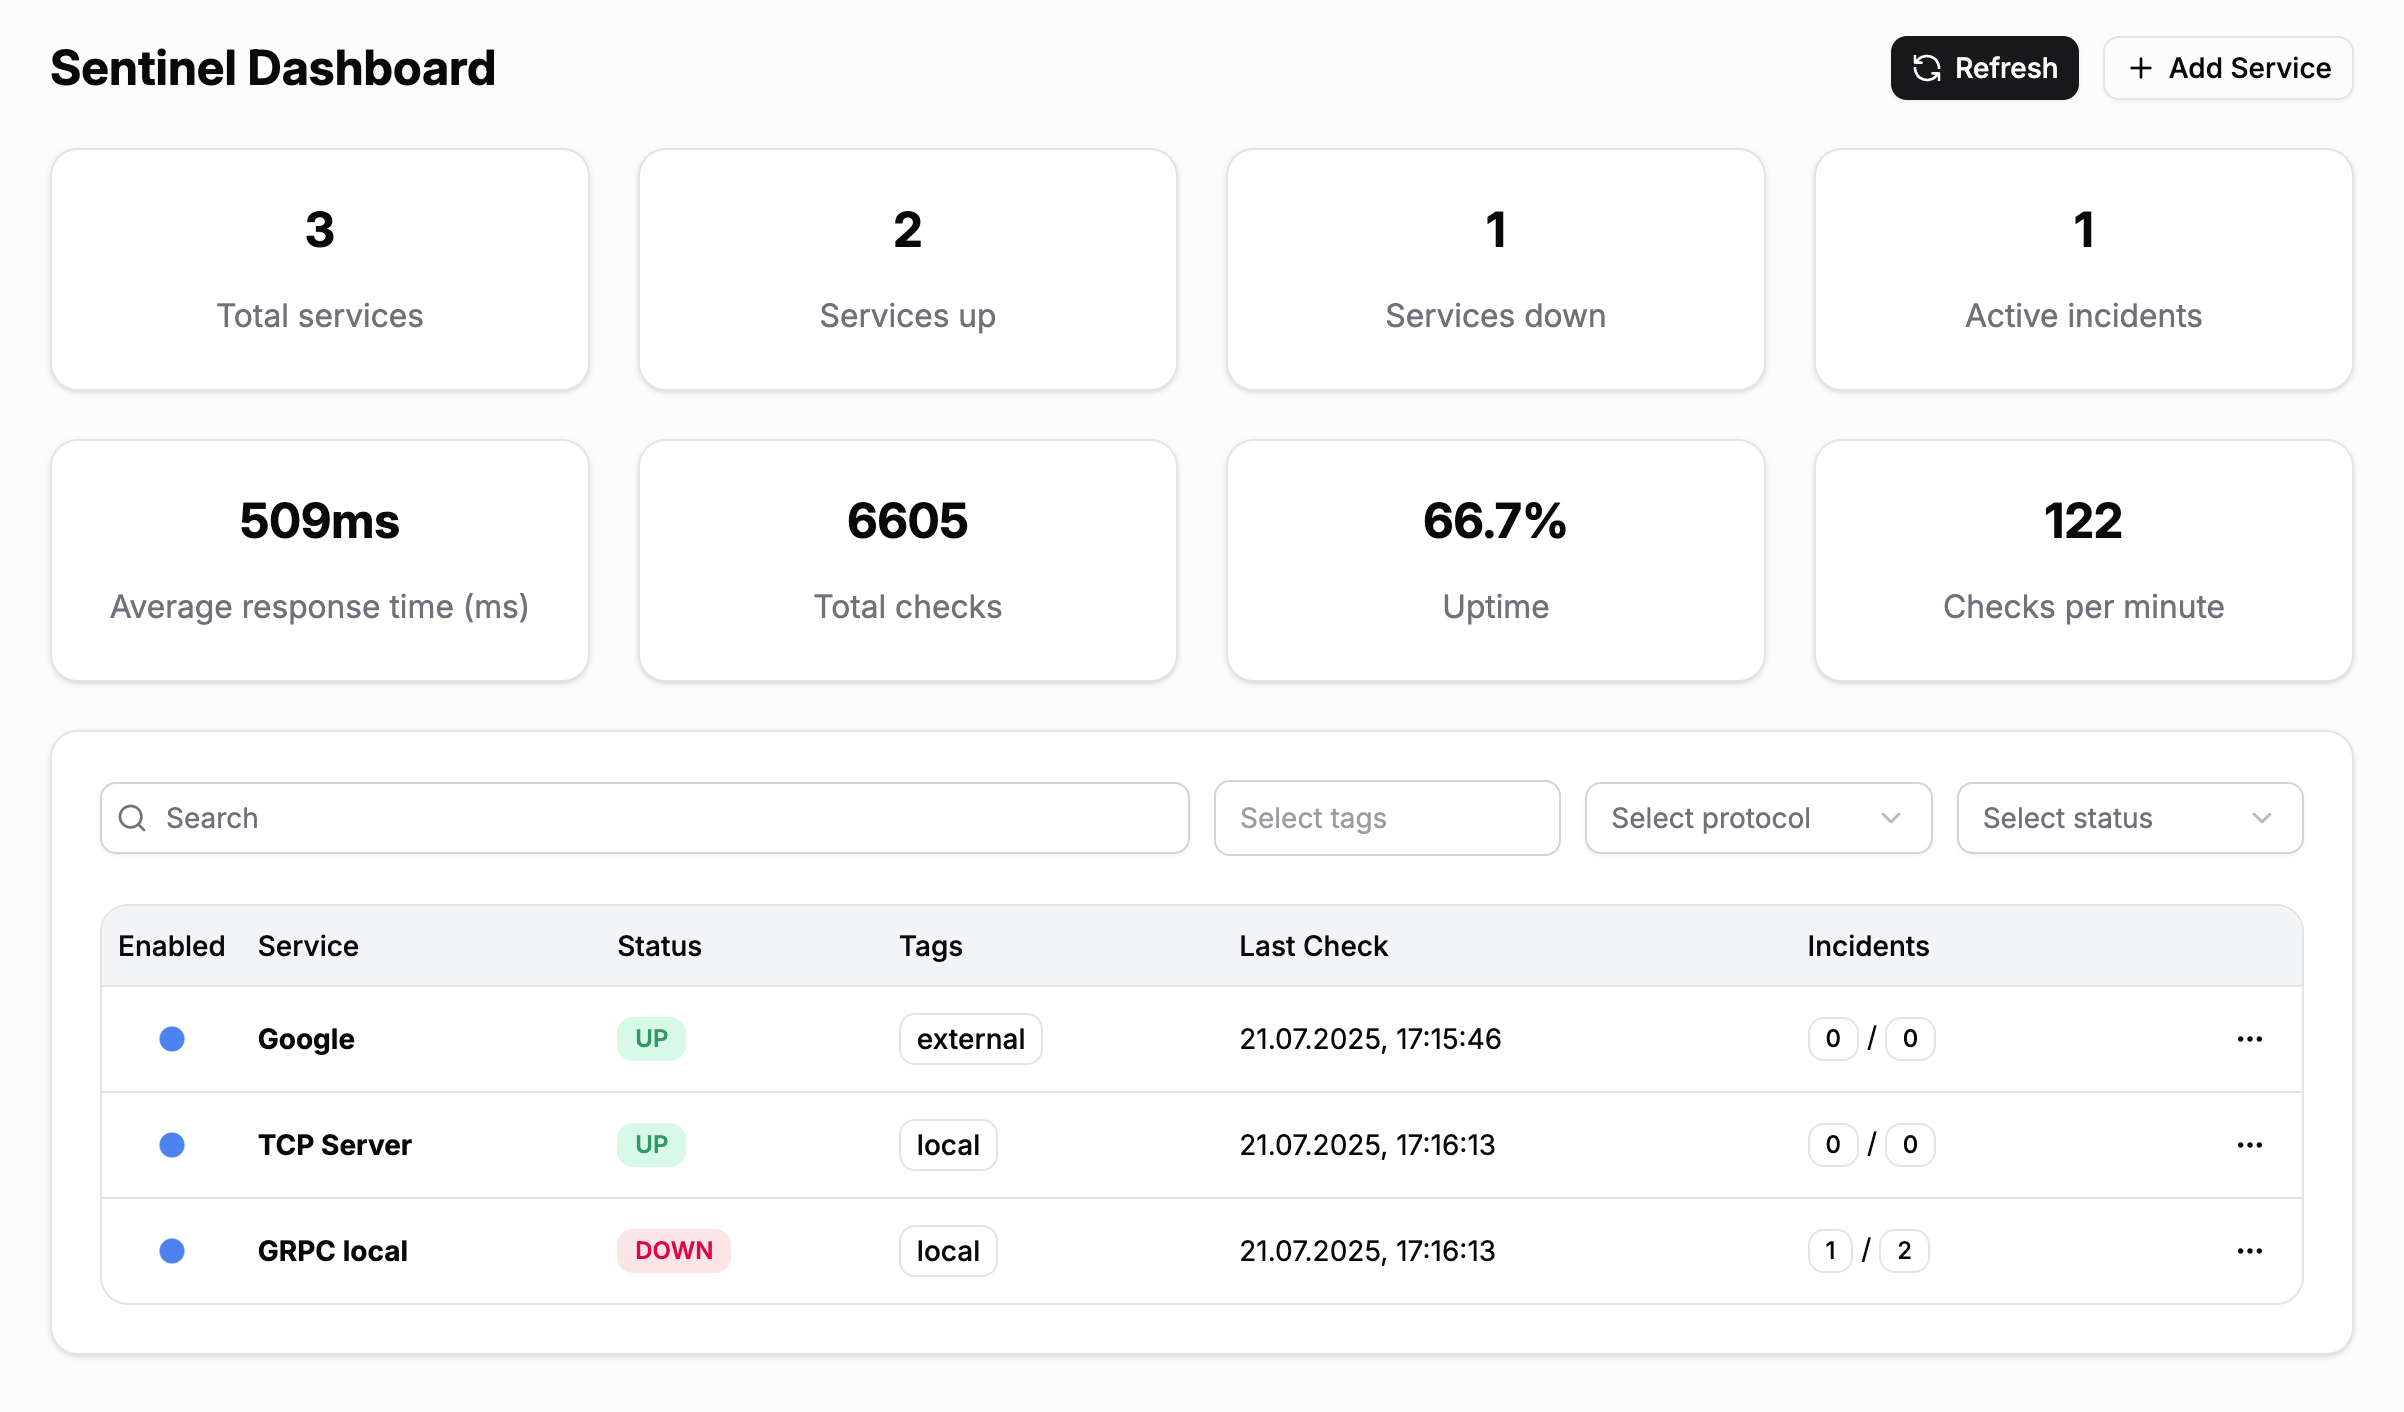 Sentinel Dashboard
Refresh
+ Add Service
3
Total services
2
Services up
1
Services down
1
Active incidents
509ms
Average response time (ms)
6605
Total checks
66.7%
Uptime
122
Checks per minute
Search
Select tags
Select protocol
Select status
Enabled Service Status Tags Last Check Incidents
Google UP external 21.07.2025, 17:15:46 0 / 0 ...
TCP Server UP local 21.07.2025, 17:16:13 0 / 0 ...
GRPC local DOWN local 21.07.2025, 17:16:13 1 / 2 ...